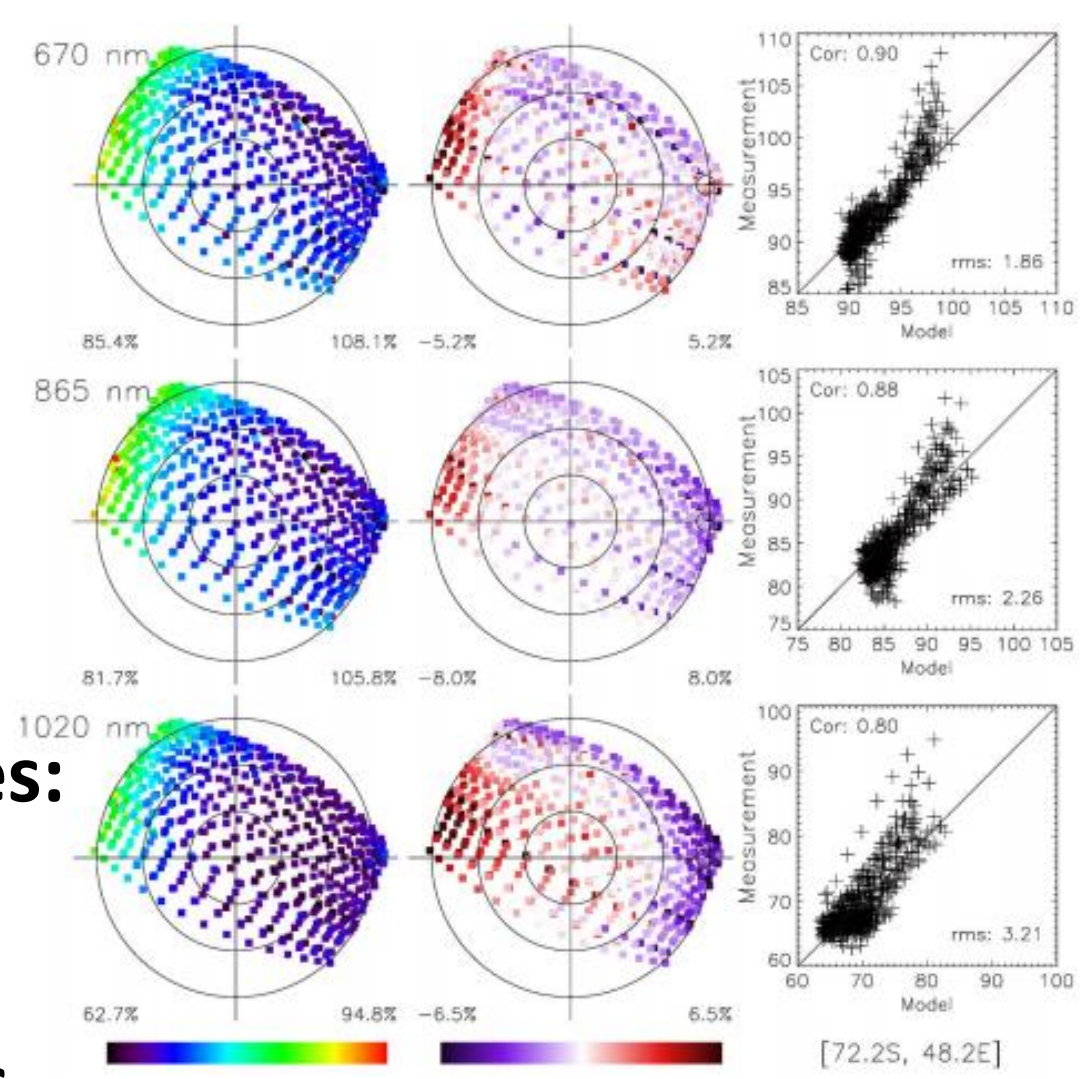 670 nm
85.4% 108.1%
-5.2% 5.2%
Cor: 0.90
rms: 1.86
Measurement
110
105
100
95
90
85
85 90 95 100 105 110
Model
865 nm
81.7% 105.8%
-8.0% 8.0%
Cor: 0.88
rms: 2.26
Measurement
105
100
95
90
85
80
75
75 80 85 90 95 100 105
Model
1020 nm
es:
62.7% 94.8%
-6.5% 6.5%
Cor: 0.80
rms: 3.21
Measurement
100
90
80
70
60
60 70 80 90 100
Model
[72.2S, 48.2E]